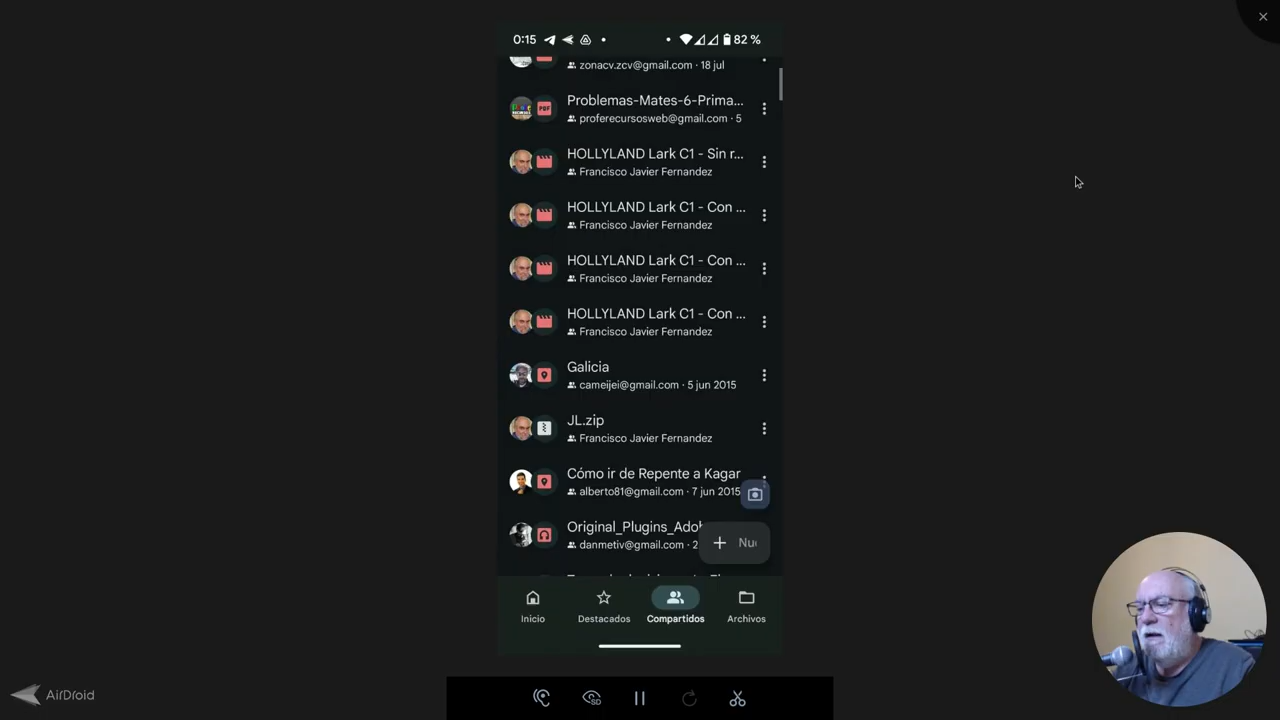 0:15
82 %
zonacv.zcv@gmail.com · 18 jul
Problemas-Mates-6-Prima...
PDF
proferecursosweb@gmail.com · 5
HOLLYLAND Lark C1 - Sin r...
Francisco Javier Fernandez
HOLLYLAND Lark C1 - Con ...
Francisco Javier Fernandez
HOLLYLAND Lark C1 - Con ...
Francisco Javier Fernandez
HOLLYLAND Lark C1 - Con ...
Francisco Javier Fernandez
Galicia
cameijei@gmail.com · 5 jun 2015
JL.zip
Francisco Javier Fernandez
Cómo ir de Repente a Kagar
alberto81@gmail.com · 7 jun 2015
Original_Plugins_Adob
danmetiv@gmail.com · 2
+ Nu
Inicio
Destacados
Compartidos
Archivos
AirDroid
SD